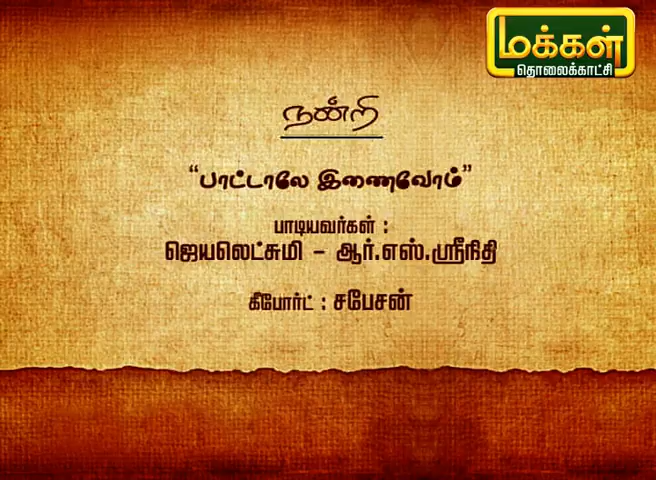 மக்கள்
தொலைக்காட்சி
நன்றி
“பாட்டாலே இணைவோம்”
பாடியவர்கள் :
ஜெயலெட்சுமி – ஆர்.எஸ்.ஸ்ரீநிதி
கீபோர்ட் : சபேசன்